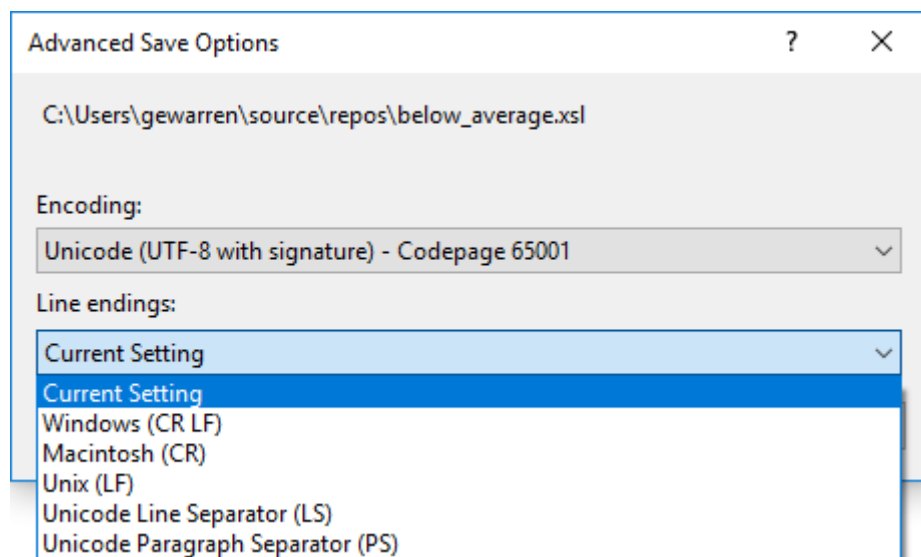 Advanced Save Options ?
C:\Users\gewarren\source\repos\below_average.xsl
Encoding:
Unicode (UTF-8 with signature) - Codepage 65001
Line endings:
Current Setting
Current Setting
Windows (CR LF)
Macintosh (CR)
Unix (LF)
Unicode Line Separator (LS)
Unicode Paragraph Separator (PS)